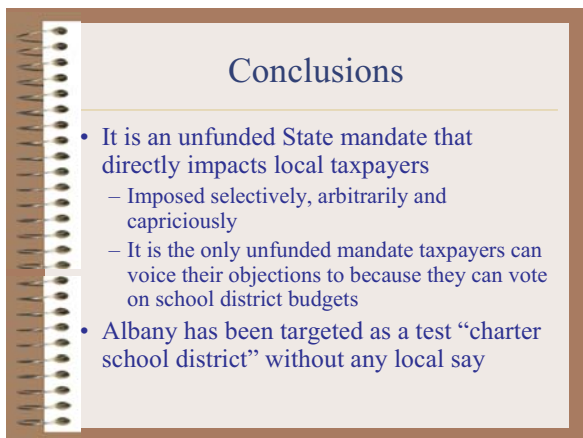 Conclusions
• It is an unfunded State mandate that
directly impacts local taxpayers
– Imposed selectively, arbitrarily and
capriciously
– It is the only unfunded mandate taxpayers can
voice their objections to because they can vote
on school district budgets
• Albany has been targeted as a test “charter
school district” without any local say